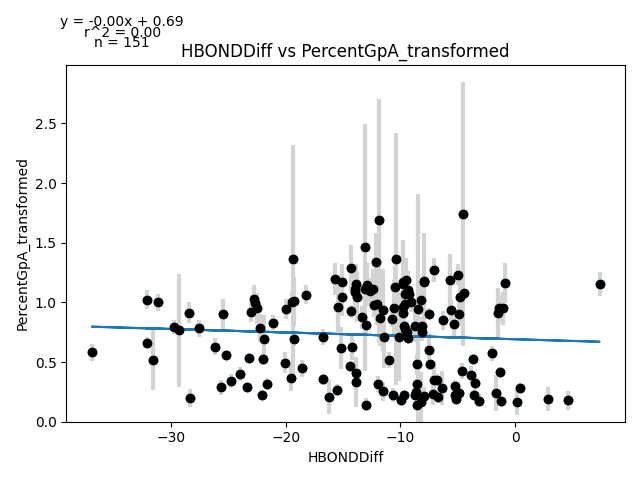 y = -0.00x + 0.69
r^2 = 0.00
n = 151
HBONDDiff vs PercentGpA_transformed
PercentGpA_transformed
2.5
2.0
1.5
1.0
0.5
0.0
−30
−20
−10
0
HBONDDiff